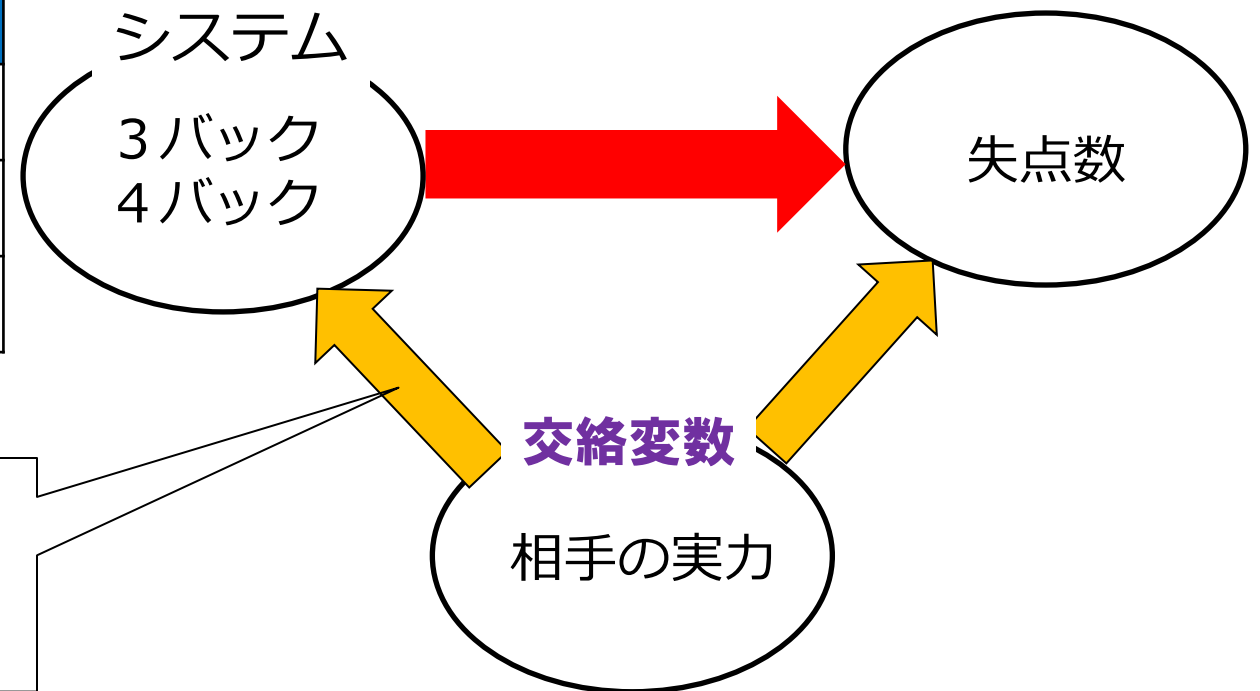 システム
３バック
４バック
失点数
交絡変数
相手の実力